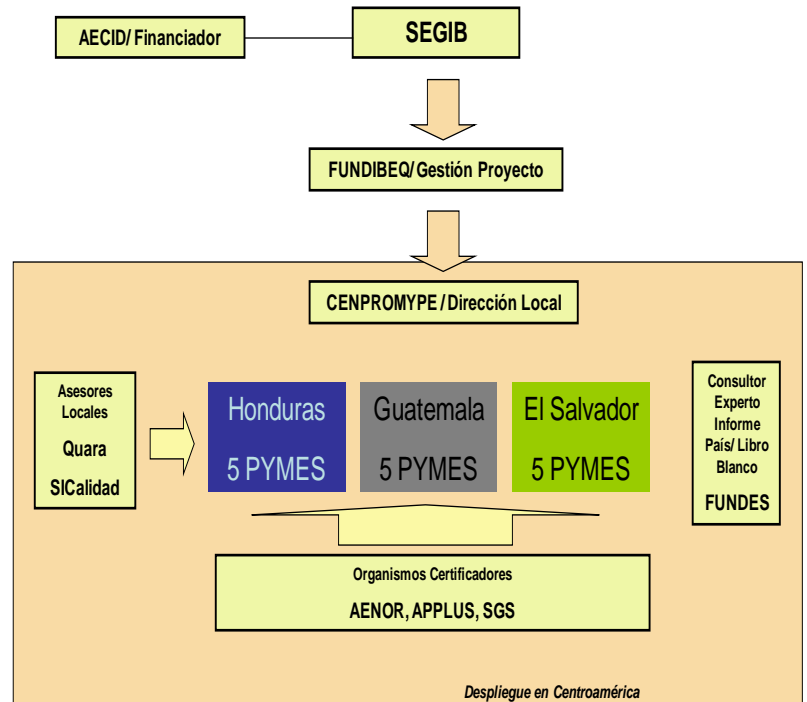 AECID/ Financiador
SEGIB
FUNDIBEQ/ Gestión Proyecto
CENPROMYPE / Dirección Local
Asesores
Locales
Quara
SICalidad
Honduras
5 PYMES
Guatemala
5 PYMES
El Salvador
5 PYMES
Consultor
Experto
Informe
País/ Libro
Blanco
FUNDES
Organismos Certificadores
AENOR, APPLUS, SGS
Despliegue en Centroamérica